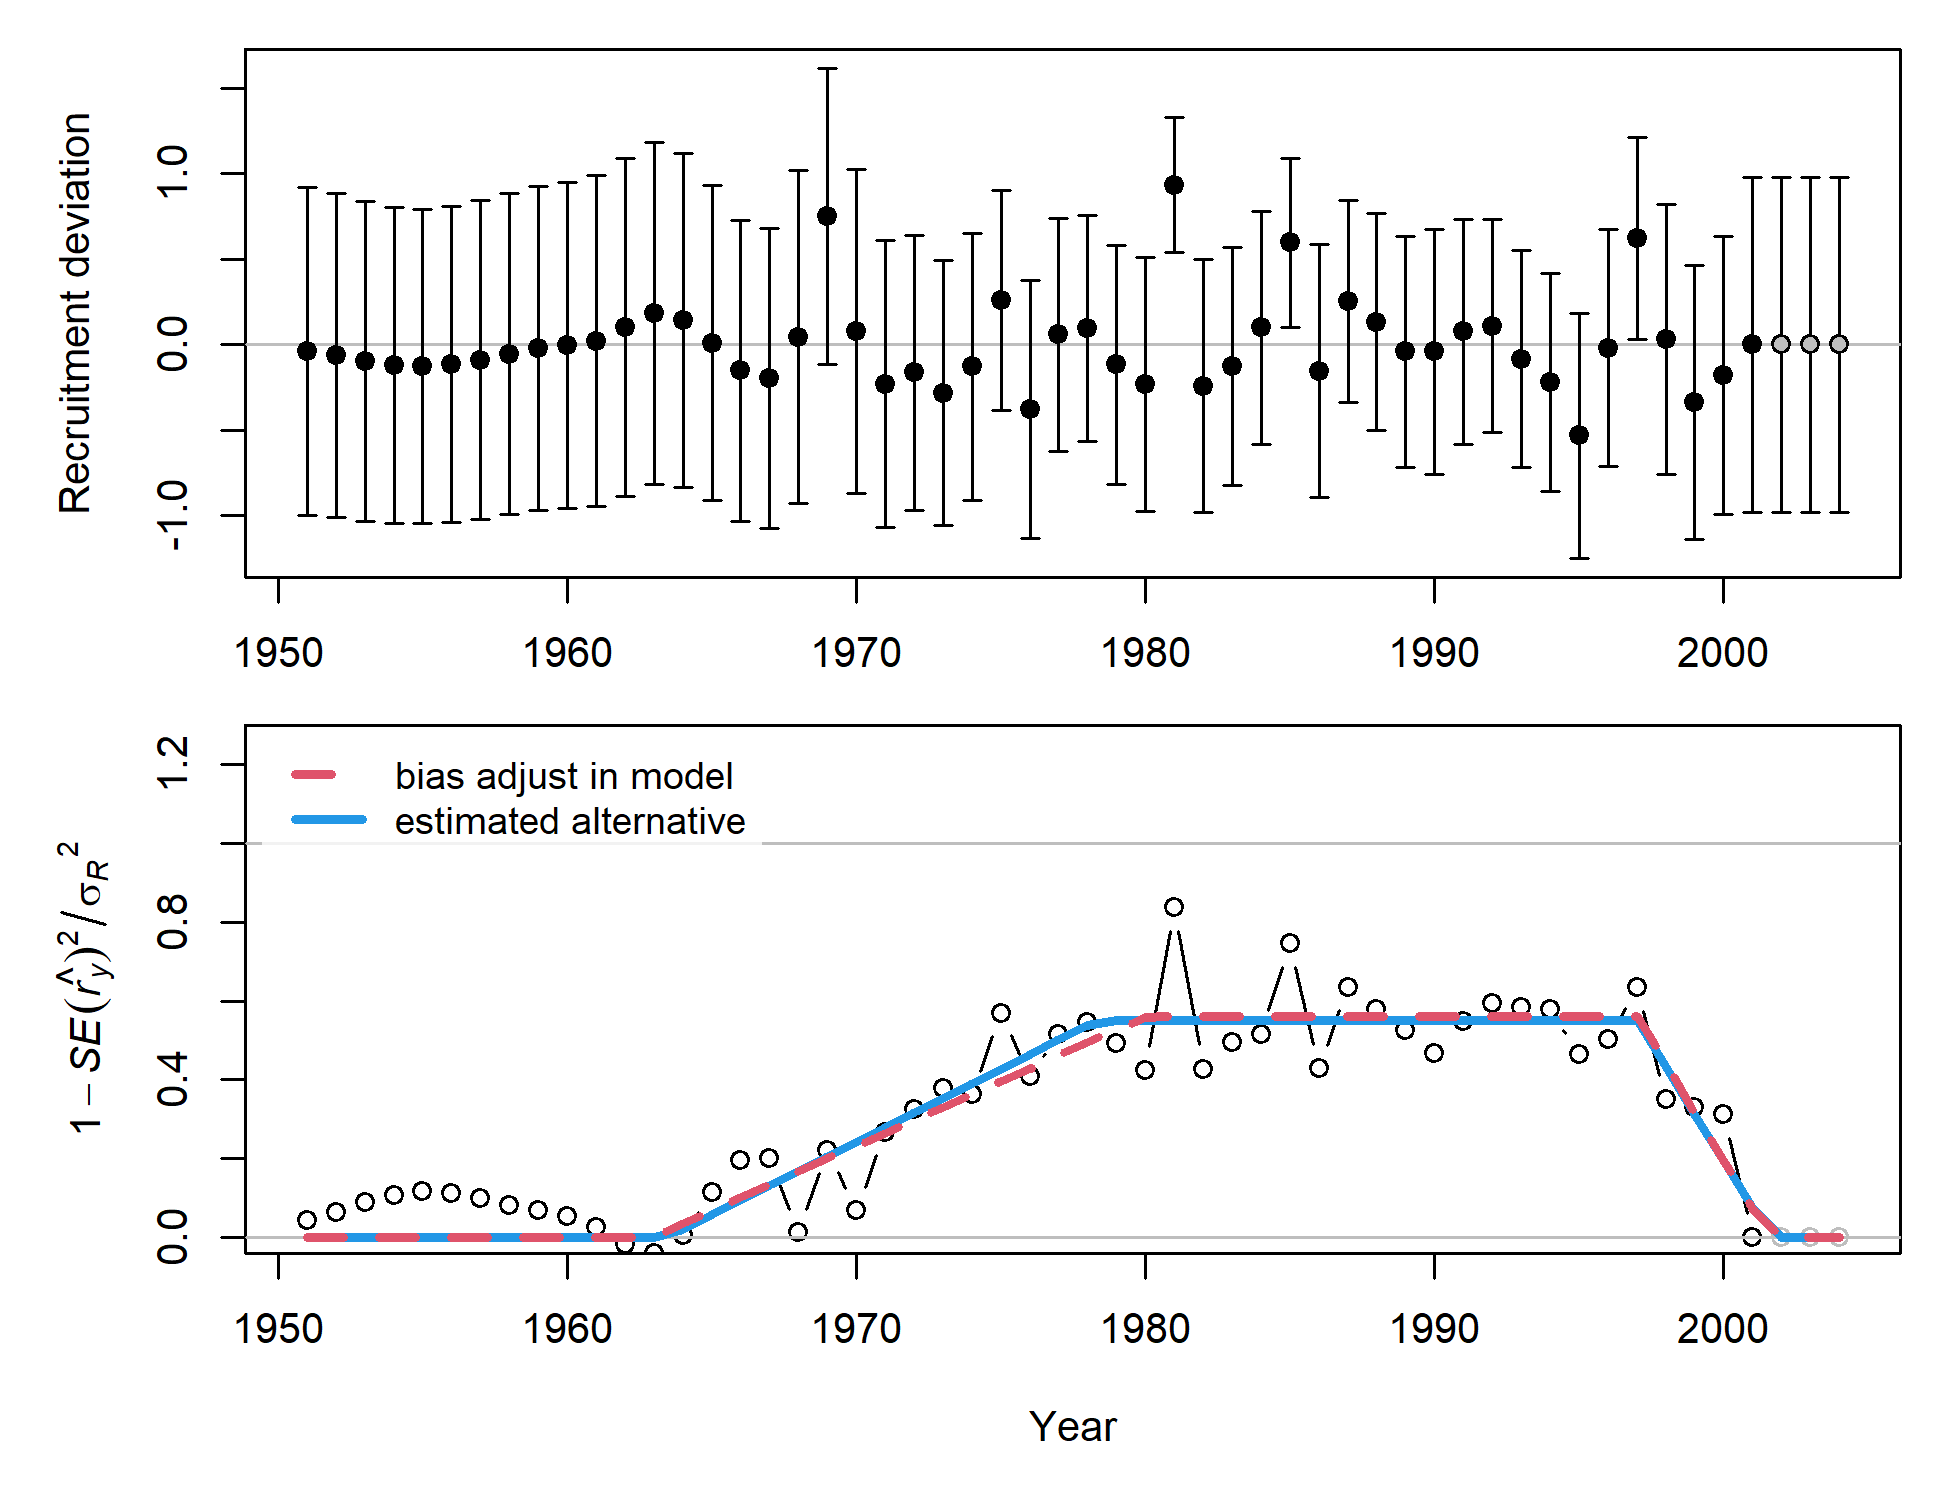 Recruitment deviation
1.0
0.0
-1.0
1950 1960 1970 1980 1990 2000
bias adjust in model
estimated alternative
1 − SE(r̂_y)² / σ_R²
1.2
0.8
0.4
0.0
1950 1960 1970 1980 1990 2000
Year